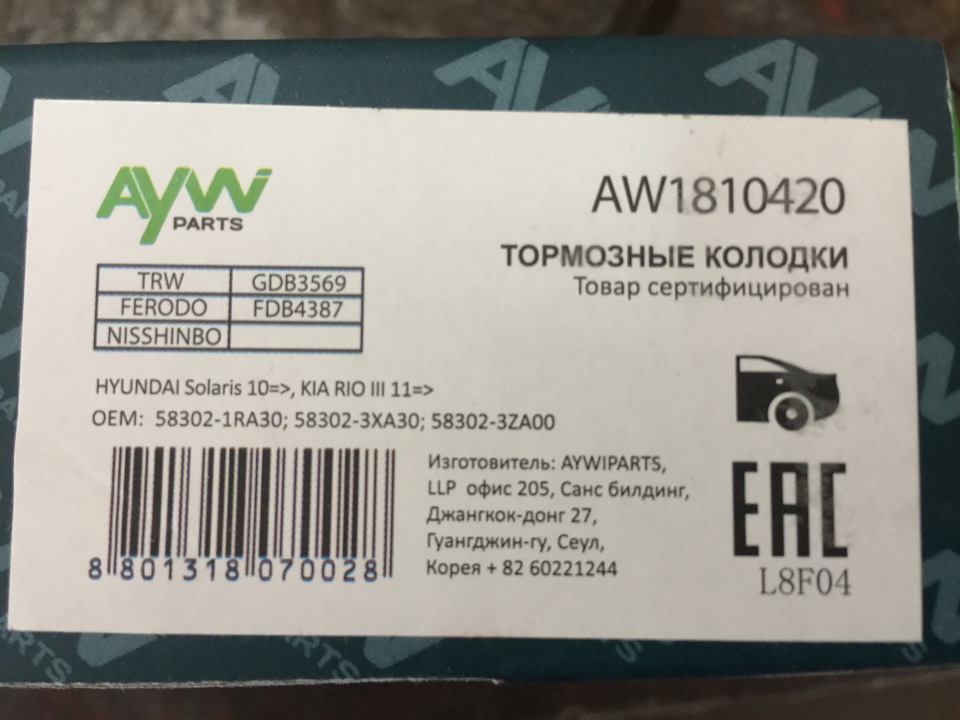 AYWi
PARTS
AW1810420
ТОРМОЗНЫЕ КОЛОДКИ
Товар сертифицирован
TRW GDB3569
FERODO FDB4387
NISSHINBO
HYUNDAI Solaris 10=>, KIA RIO III 11=>
OEM: 58302-1RA30; 58302-3XA30; 58302-3ZA00
8 801318 070028
Изготовитель: AYWIPARTS,
LLP офис 205, Санс билдинг,
Джангкок-донг 27,
Гуангджин-гу, Сеул,
Корея + 82 60221244
EAC
L8F04